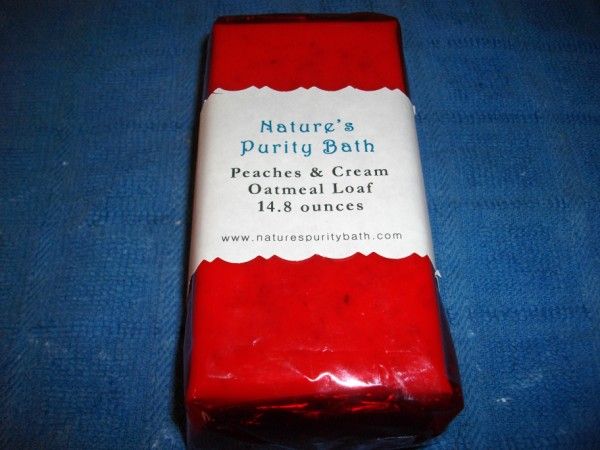 Nature's
Purity Bath
Peaches & Cream
Oatmeal Loaf
14.8 ounces
www.naturespuritybath.com